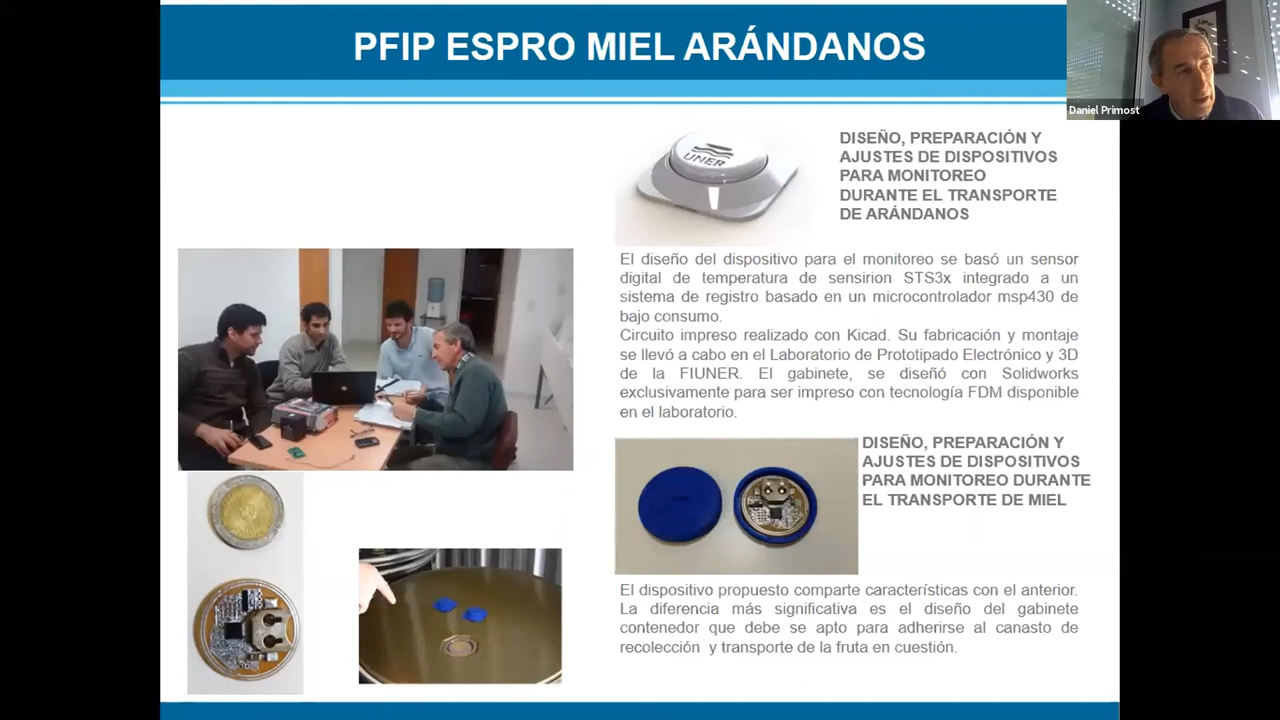 PFIP ESPRO MIEL ARÁNDANOS
Daniel Primost
UNER
DISEÑO, PREPARACIÓN Y
AJUSTES DE DISPOSITIVOS
PARA MONITOREO
DURANTE EL TRANSPORTE
DE ARÁNDANOS
El diseño del dispositivo para el monitoreo se basó un sensor
digital de temperatura de sensirion STS3x integrado a un
sistema de registro basado en un microcontrolador msp430 de
bajo consumo.
Circuito impreso realizado con Kicad. Su fabricación y montaje
se llevó a cabo en el Laboratorio de Prototipado Electrónico y 3D
de la FIUNER. El gabinete, se diseñó con Solidworks
exclusivamente para ser impreso con tecnología FDM disponible
en el laboratorio.
DISEÑO, PREPARACIÓN Y
AJUSTES DE DISPOSITIVOS
PARA MONITOREO DURANTE
EL TRANSPORTE DE MIEL
El dispositivo propuesto comparte características con el anterior.
La diferencia más significativa es el diseño del gabinete
contenedor que debe se apto para adherirse al canasto de
recolección y transporte de la fruta en cuestión.